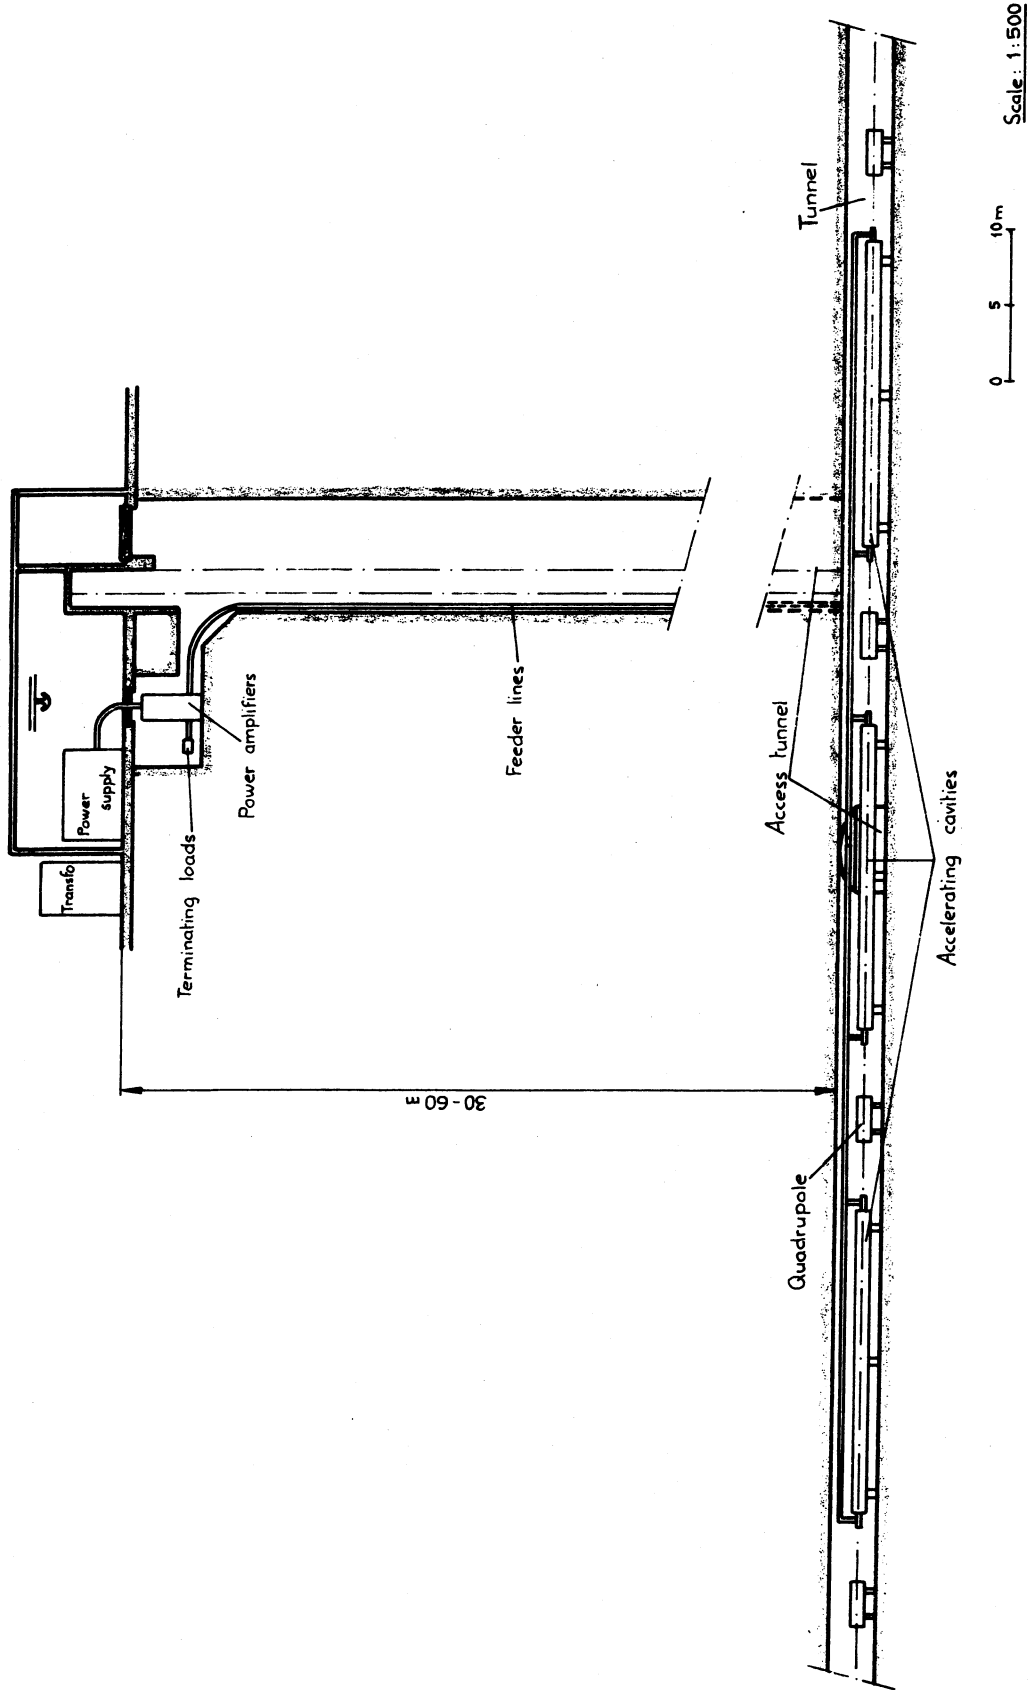 Transfo
Power
supply
Terminating loads
Power amplifiers
Feeder lines
30-60 m
Access tunnel
Tunnel
Quadrupole
Accelerating cavities
0 5 10m
Scale: 1:500